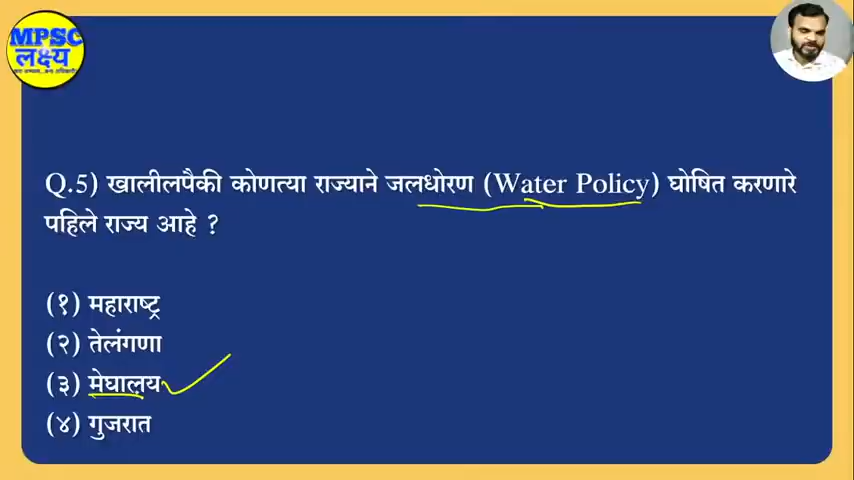 MPSC
लक्ष्य
Q.5) खालीलपैकी कोणत्या राज्याने जलधोरण (Water Policy) घोषित करणारे
पहिले राज्य आहे ?
(१) महाराष्ट्र
(२) तेलंगणा
(३) मेघालय
(४) गुजरात